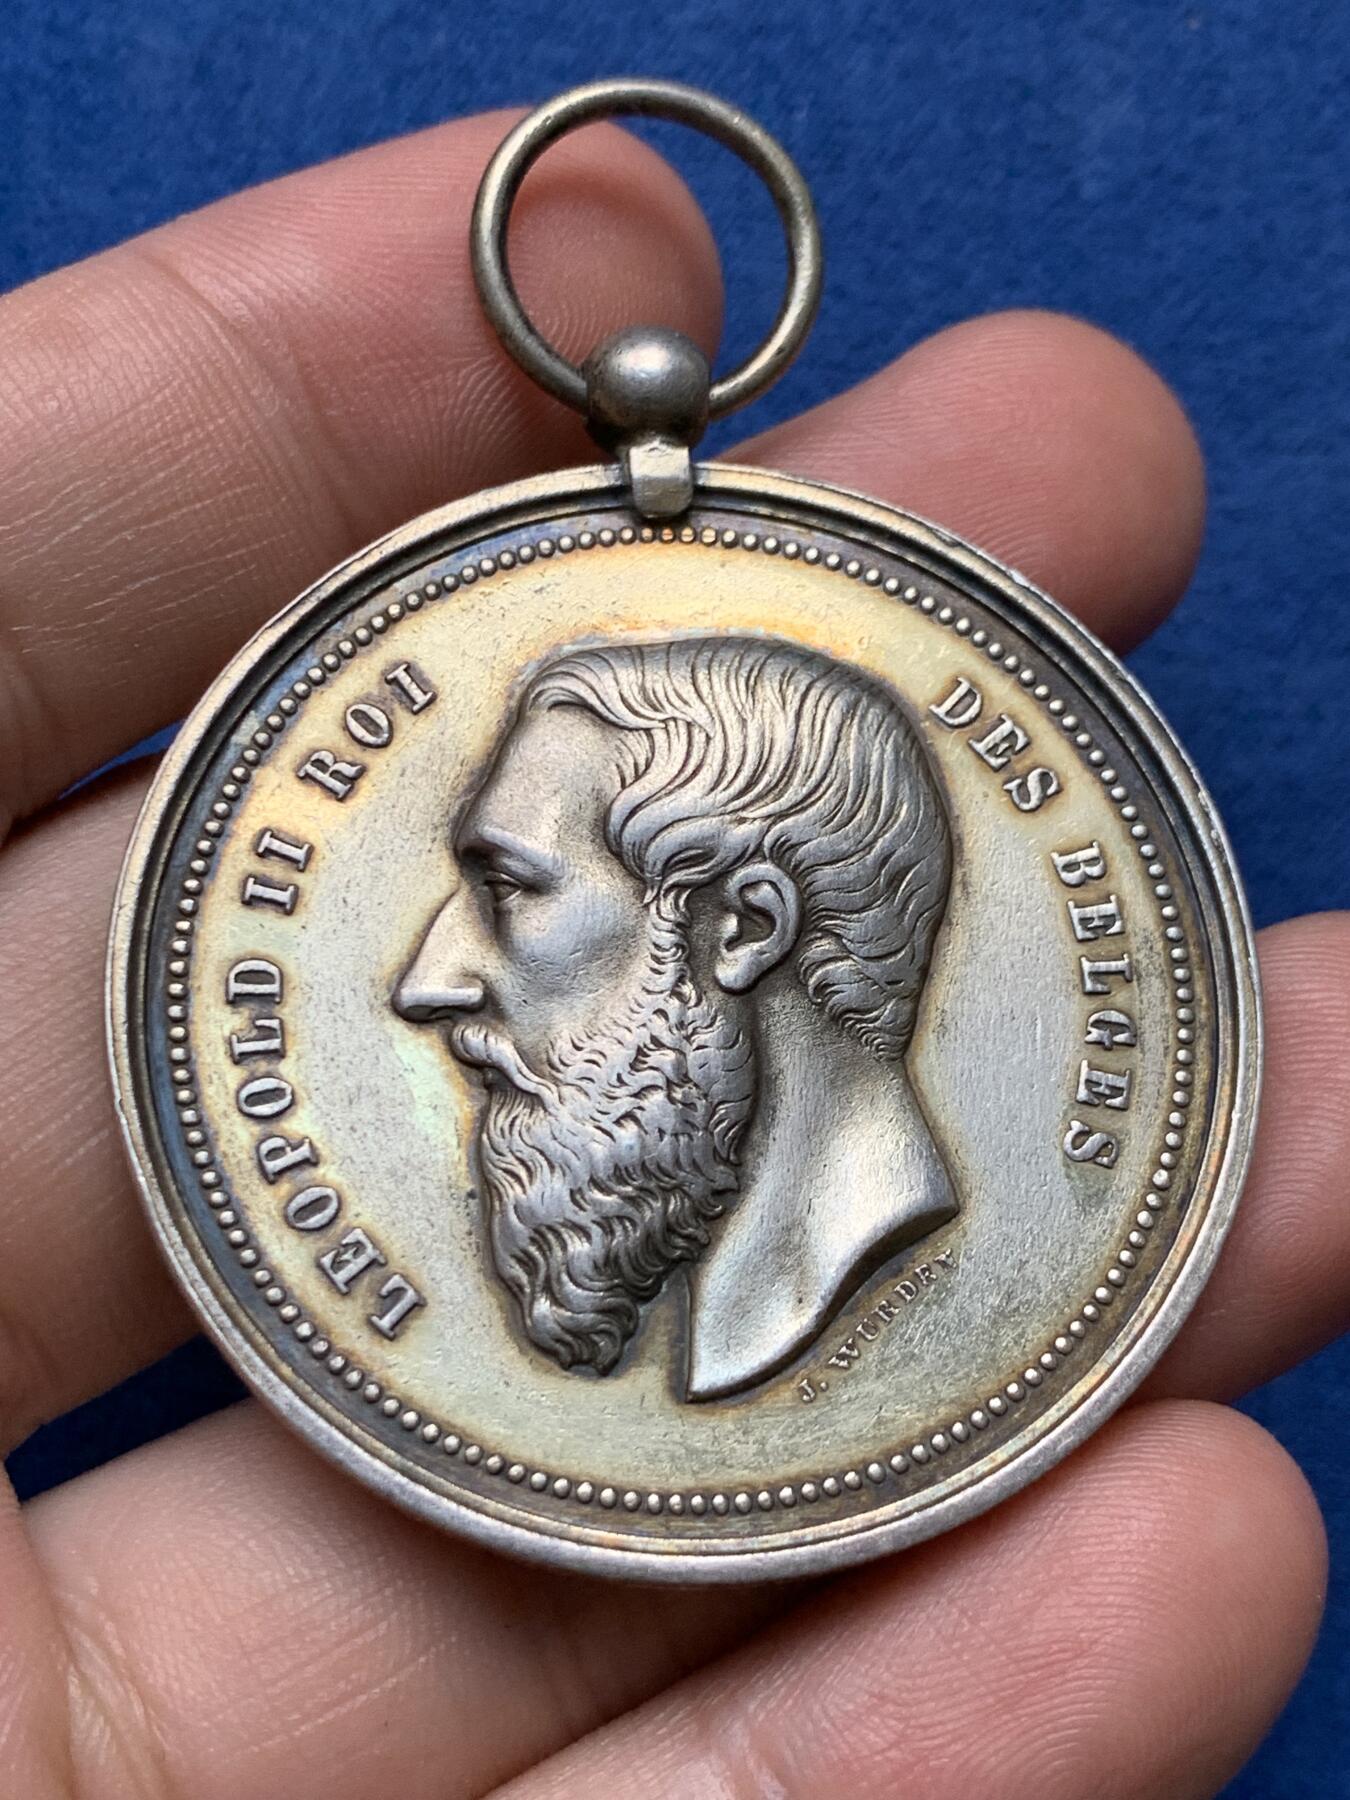 LEOPOLD II ROI DES BELGES
J. WURDEN